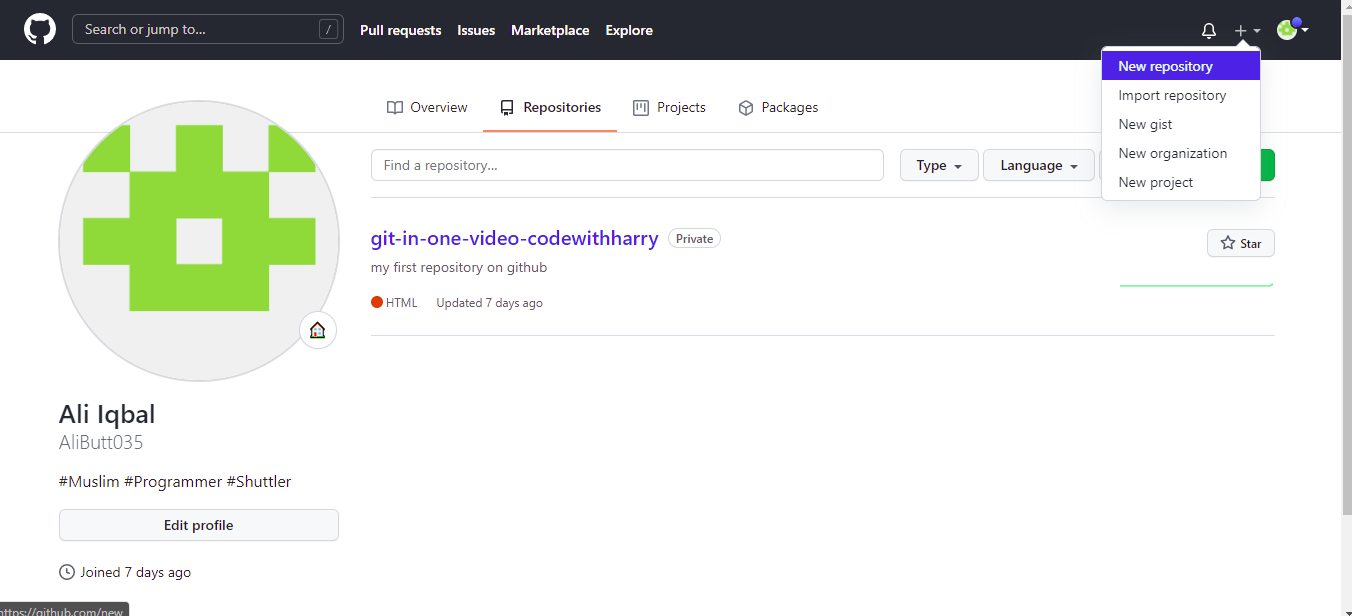 Search or jump to...
/
Pull requests
Issues
Marketplace
Explore
New repository
Import repository
New gist
New organization
New project
Overview
Repositories
Projects
Packages
Find a repository...
Type
Language
git-in-one-video-codewithharry
Private
Star
my first repository on github
HTML
Updated 7 days ago
Ali Iqbal
AliButt035
#Muslim #Programmer #Shuttler
Edit profile
Joined 7 days ago
https://github.com/new